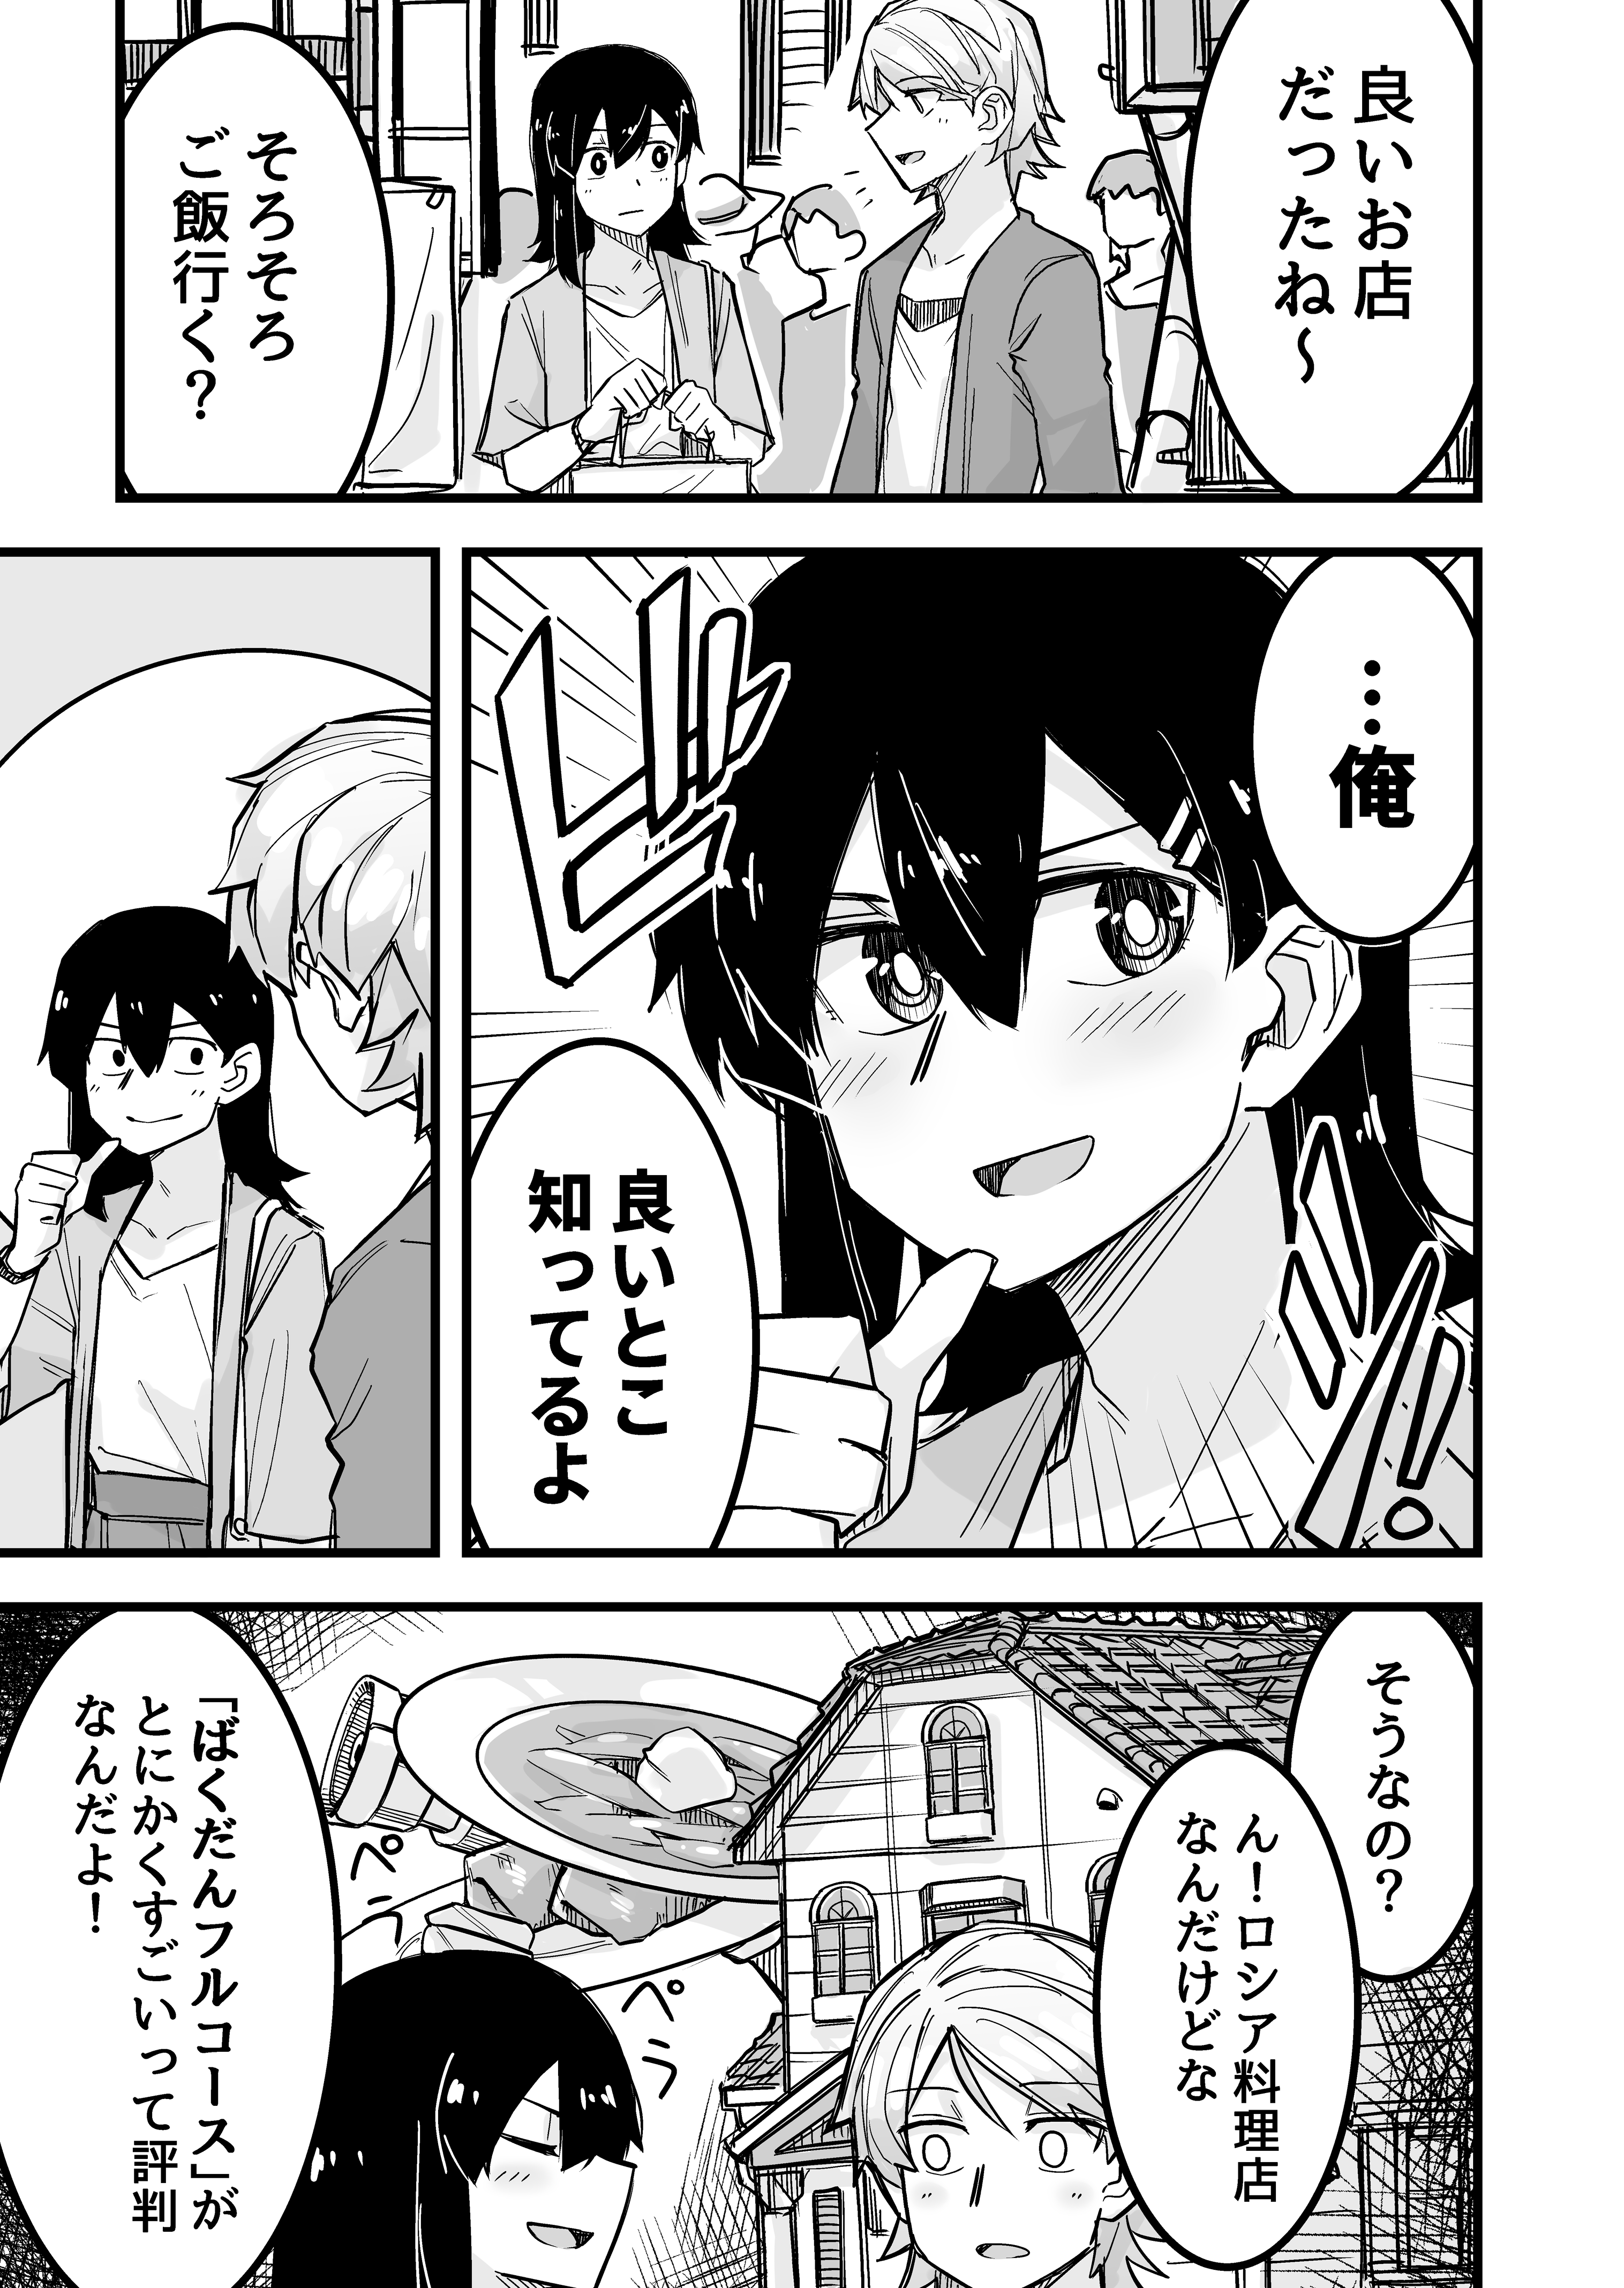 良いお店
だったね～
そろそろ
ご飯行く?
…俺
ビシッ!!
良いとこ
知ってるよ
そうなの?
ん!ロシア料理店
なんだけどな
ペラ
ペラ
「ばくだんフルコース」が
とにかくすごいって評判
なんだよ!